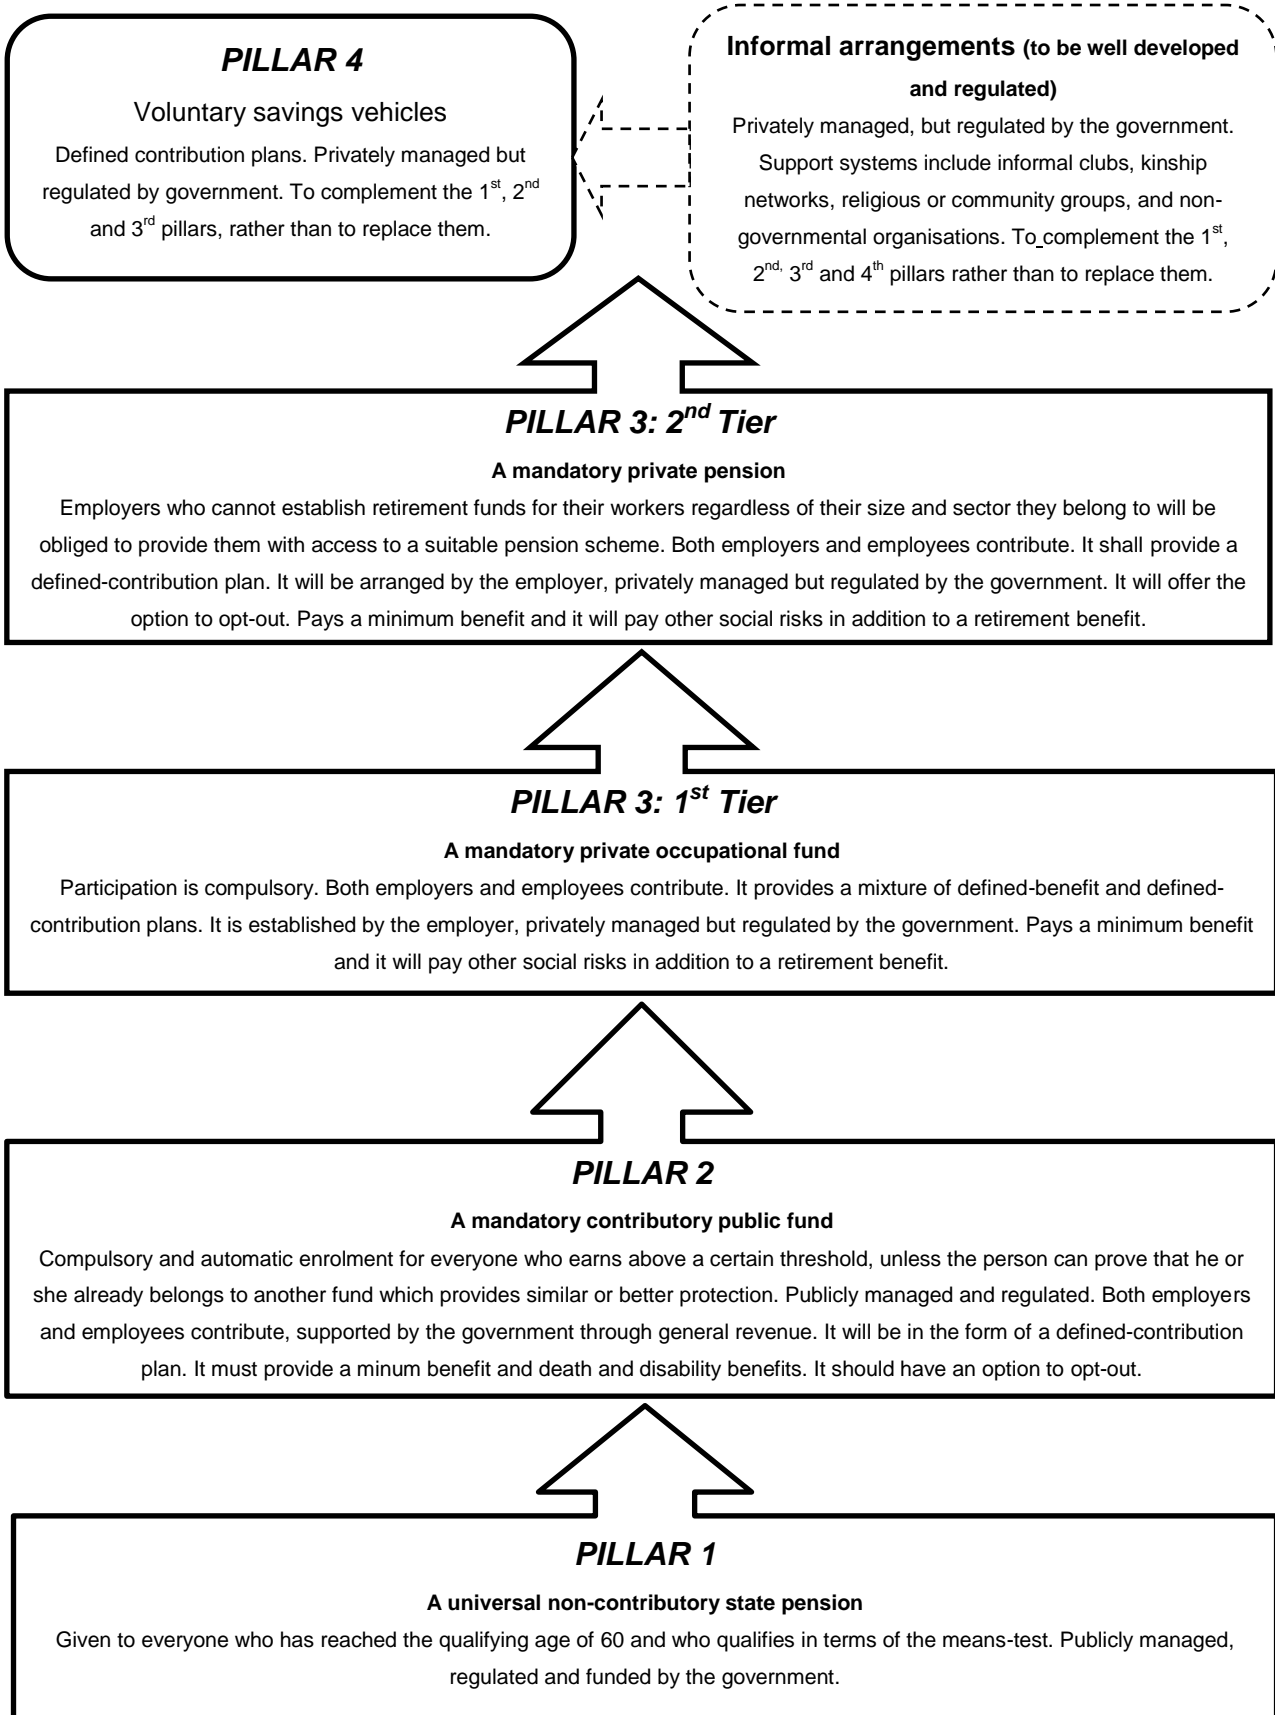 PILLAR 4
Voluntary savings vehicles
Defined contribution plans. Privately managed but
regulated by government. To complement the 1st, 2nd
and 3rd pillars, rather than to replace them.
Informal arrangements (to be well developed
and regulated)
Privately managed, but regulated by the government.
Support systems include informal clubs, kinship
networks, religious or community groups, and non-
governmental organisations. To complement the 1st,
2nd, 3rd and 4th pillars rather than to replace them.
PILLAR 3: 2nd Tier
A mandatory private pension
Employers who cannot establish retirement funds for their workers regardless of their size and sector they belong to will be
obliged to provide them with access to a suitable pension scheme. Both employers and employees contribute. It shall provide a
defined-contribution plan. It will be arranged by the employer, privately managed but regulated by the government. It will offer the
option to opt-out. Pays a minimum benefit and it will pay other social risks in addition to a retirement benefit.
PILLAR 3: 1st Tier
A mandatory private occupational fund
Participation is compulsory. Both employers and employees contribute. It provides a mixture of defined-benefit and defined-
contribution plans. It is established by the employer, privately managed but regulated by the government. Pays a minimum benefit
and it will pay other social risks in addition to a retirement benefit.
PILLAR 2
A mandatory contributory public fund
Compulsory and automatic enrolment for everyone who earns above a certain threshold, unless the person can prove that he or
she already belongs to another fund which provides similar or better protection. Publicly managed and regulated. Both employers
and employees contribute, supported by the government through general revenue. It will be in the form of a defined-contribution
plan. It must provide a minum benefit and death and disability benefits. It should have an option to opt-out.
PILLAR 1
A universal non-contributory state pension
Given to everyone who has reached the qualifying age of 60 and who qualifies in terms of the means-test. Publicly managed,
regulated and funded by the government.